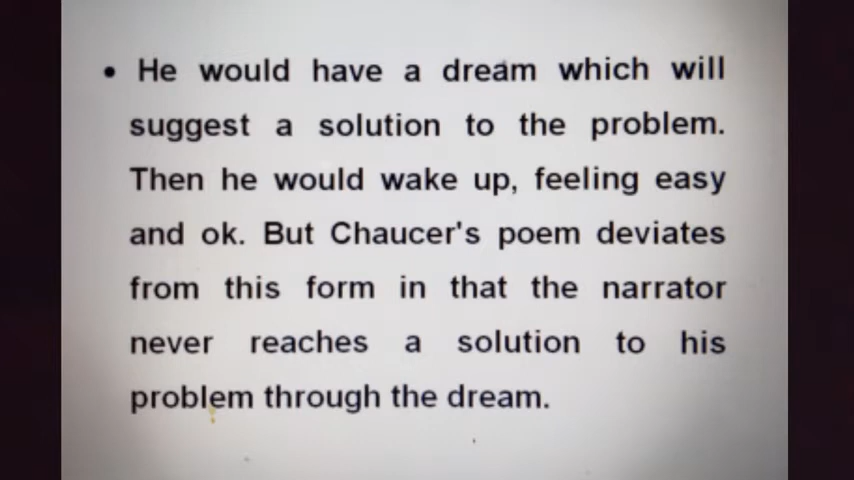 • He would have a dream which will
suggest a solution to the problem.
Then he would wake up, feeling easy
and ok. But Chaucer's poem deviates
from this form in that the narrator
never reaches a solution to his
problem through the dream.